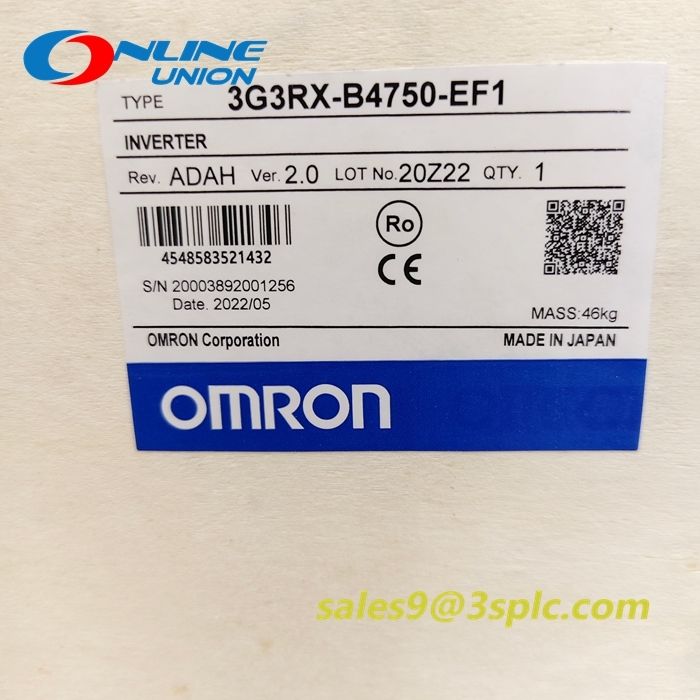 ONLINE
UNION
TYPE 3G3RX-B4750-EF1
INVERTER
Rev. ADAH Ver. 2.0 LOT No. 20Z22 QTY. 1
Ro
4548583521432
CE
S/N 20003892001256
Date. 2022/05
MASS:46kg
OMRON Corporation MADE IN JAPAN
OMRON
sales9@3splc.com